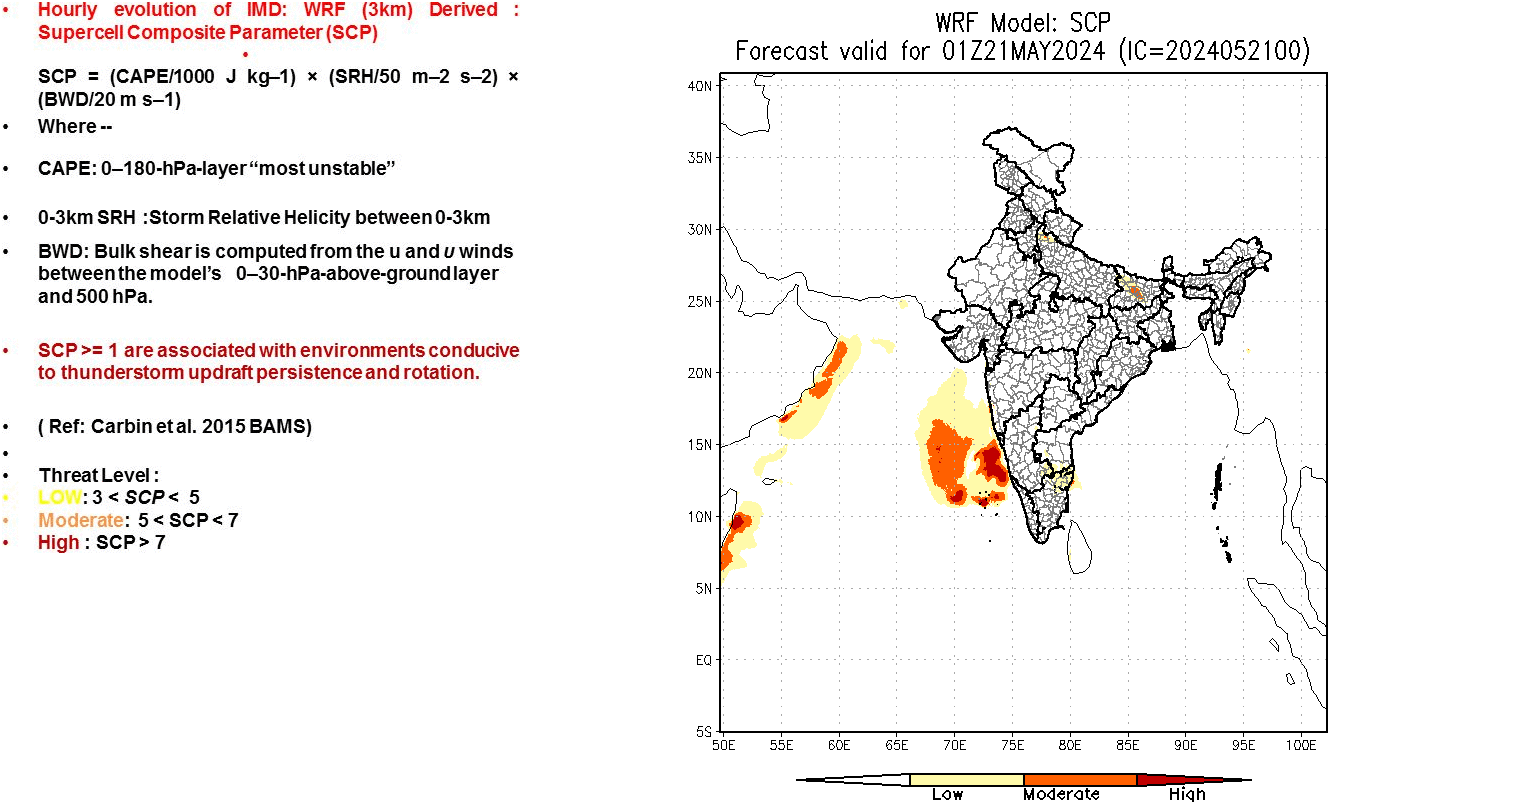 • Hourly evolution of IMD: WRF (3km) Derived :
Supercell Composite Parameter (SCP)
•
SCP = (CAPE/1000 J kg–1) × (SRH/50 m–2 s–2) ×
(BWD/20 m s–1)
• Where --
• CAPE: 0–180-hPa-layer “most unstable”
• 0-3km SRH :Storm Relative Helicity between 0-3km
• BWD: Bulk shear is computed from the u and υ winds
between the model’s 0–30-hPa-above-ground layer
and 500 hPa.
• SCP >= 1 are associated with environments conducive
to thunderstorm updraft persistence and rotation.
• ( Ref: Carbin et al. 2015 BAMS)
•
• Threat Level :
• LOW: 3 < SCP < 5
• Moderate: 5 < SCP < 7
• High : SCP > 7
WRF Model: SCP
Forecast valid for 01Z21MAY2024 (IC=2024052100)
40N
35N
30N
25N
20N
15N
10N
5N
EQ
5S
50E 55E 60E 65E 70E 75E 80E 85E 90E 95E 100E
Low Moderate High